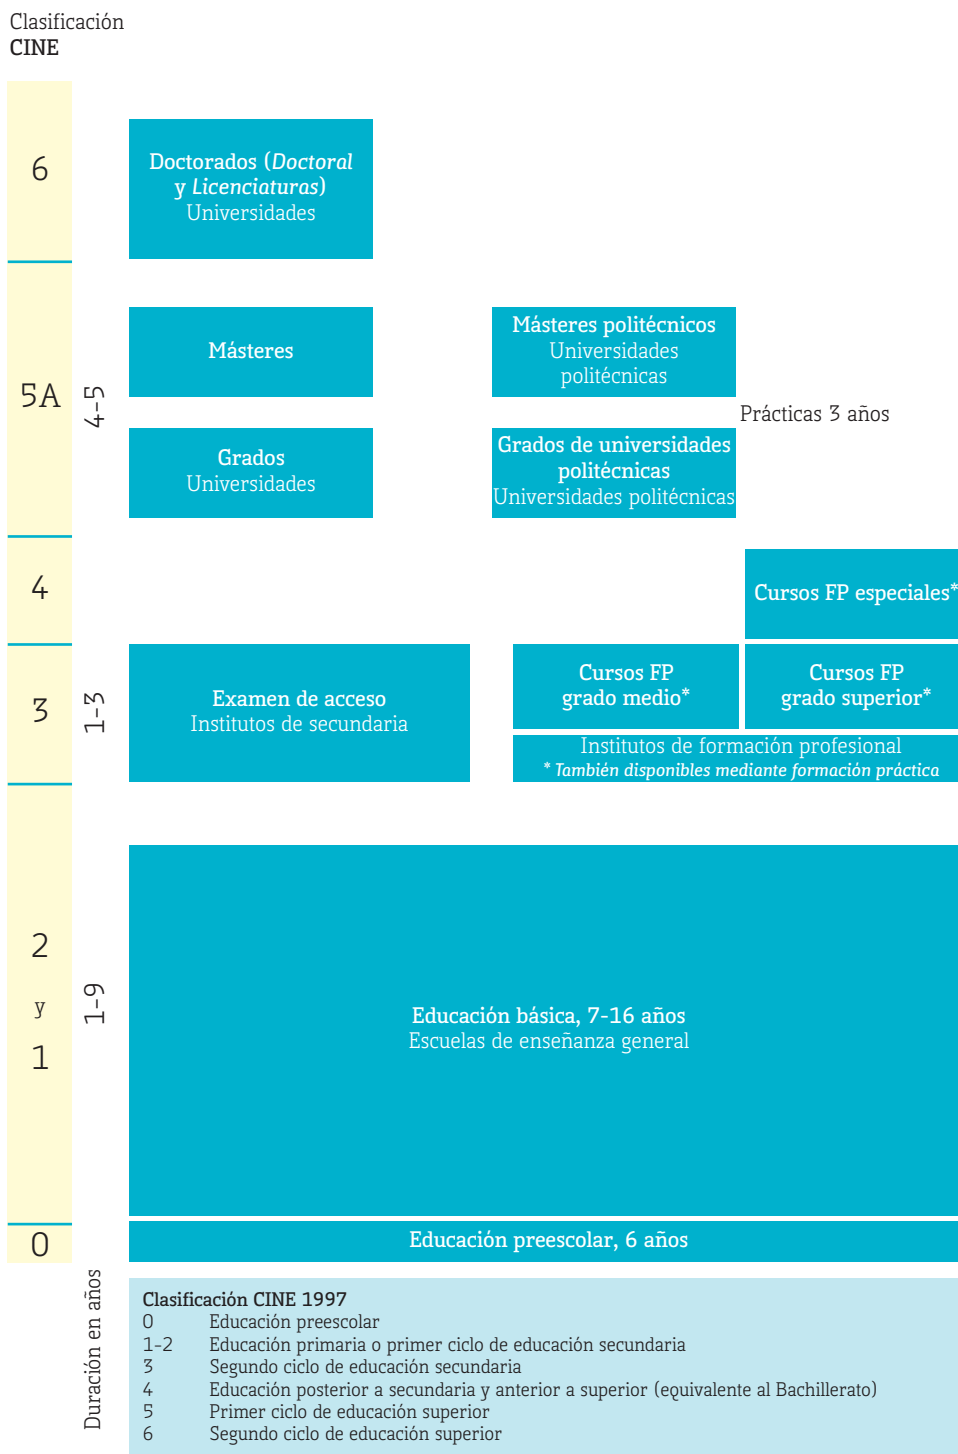 Clasificación
CINE
6
Doctorados (Doctoral
y Licenciaturas)
Universidades
5A
4-5
Másteres
Másteres politécnicos
Universidades
politécnicas
Prácticas 3 años
Grados
Universidades
Grados de universidades
politécnicas
Universidades politécnicas
4
Cursos FP especiales*
3
1-3
Examen de acceso
Institutos de secundaria
Cursos FP
grado medio*
Cursos FP
grado superior*
Institutos de formación profesional
* También disponibles mediante formación práctica
2
y
1
1-9
Educación básica, 7-16 años
Escuelas de enseñanza general
0
Educación preescolar, 6 años
Duración en años
Clasificación CINE 1997
0 Educación preescolar
1-2 Educación primaria o primer ciclo de educación secundaria
3 Segundo ciclo de educación secundaria
4 Educación posterior a secundaria y anterior a superior (equivalente al Bachillerato)
5 Primer ciclo de educación superior
6 Segundo ciclo de educación superior